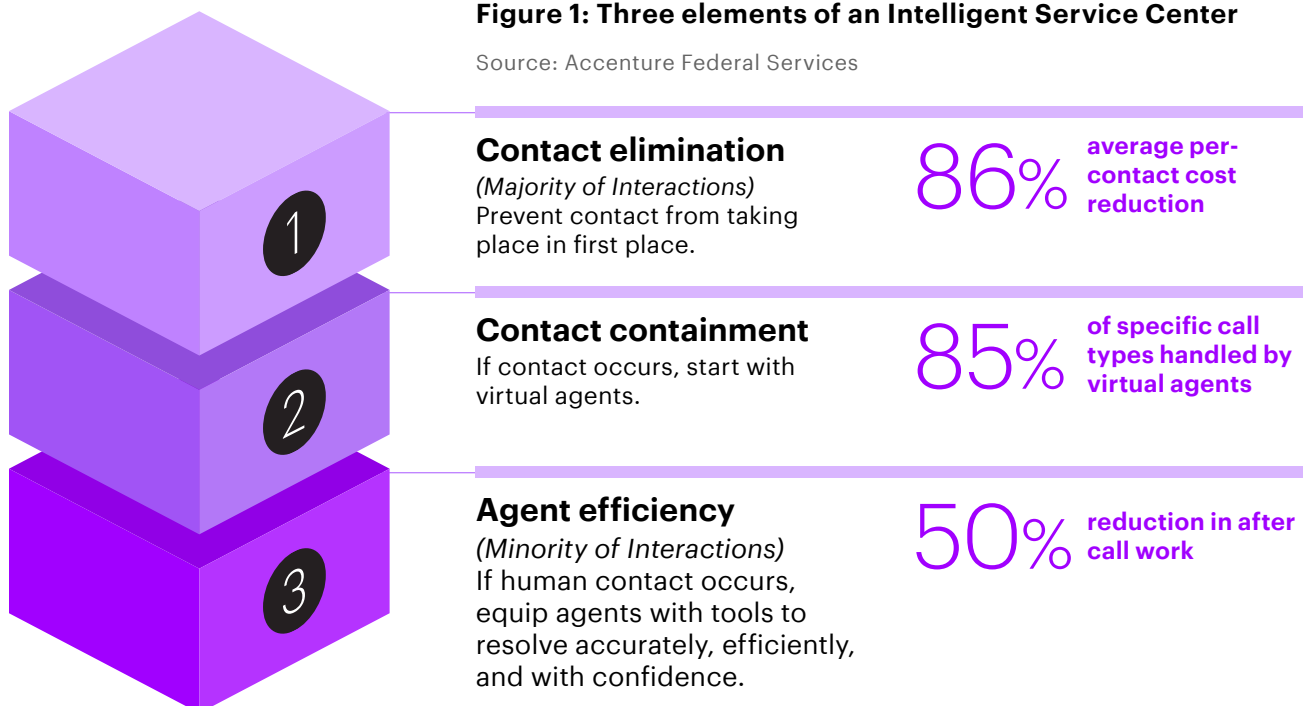 Figure 1: Three elements of an Intelligent Service Center
Source: Accenture Federal Services
1
Contact elimination
(Majority of Interactions)
Prevent contact from taking
place in first place.
86%
average per-
contact cost
reduction
2
Contact containment
If contact occurs, start with
virtual agents.
85%
of specific call
types handled by
virtual agents
3
Agent efficiency
(Minority of Interactions)
If human contact occurs,
equip agents with tools to
resolve accurately, efficiently,
and with confidence.
50%
reduction in after
call work